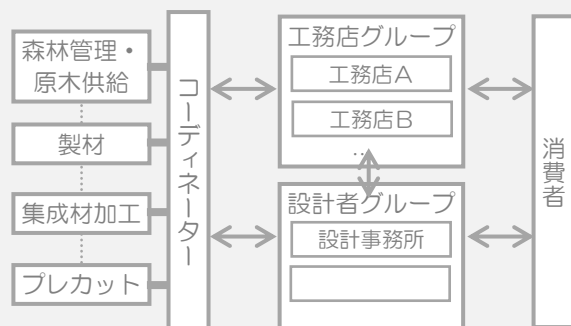 森林管理・
原木供給
製材
集成材加工
プレカット
コーディネーター
工務店グループ
工務店A
工務店B
…
設計者グループ
設計事務所
消費者